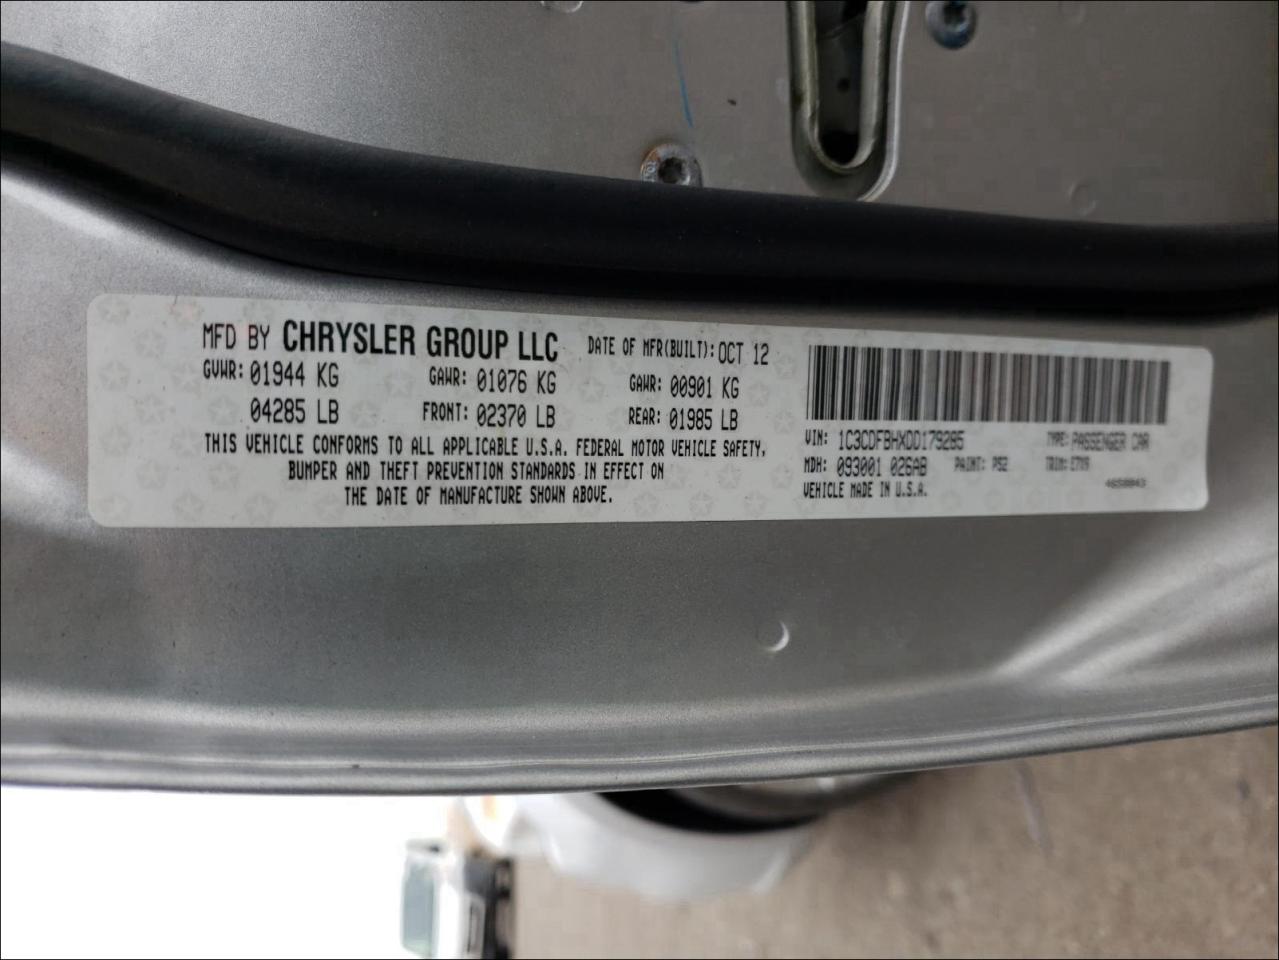 MFD BY CHRYSLER GROUP LLC DATE OF MFR(BUILT): OCT 12
GVWR: 01944 KG GAWR: 01076 KG GAWR: 00901 KG
04285 LB FRONT: 02370 LB REAR: 01985 LB
THIS VEHICLE CONFORMS TO ALL APPLICABLE U.S.A. FEDERAL MOTOR VEHICLE SAFETY,
BUMPER AND THEFT PREVENTION STANDARDS IN EFFECT ON
THE DATE OF MANUFACTURE SHOWN ABOVE.
VIN: 1C3CDFBHXDD179285 TYPE: PASSENGER CAR
MDH: 093001 026AB PAINT: PS2 TRIM:
VEHICLE MADE IN U.S.A.